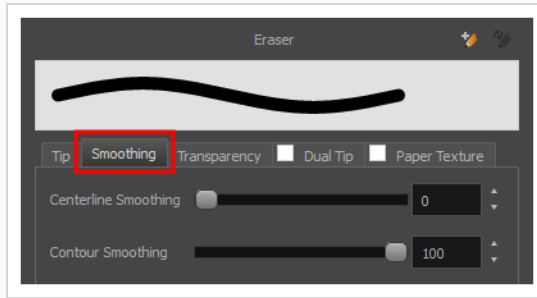 Eraser
Tip Smoothing Transparency Dual Tip Paper Texture
Centerline Smoothing 0
Contour Smoothing 100